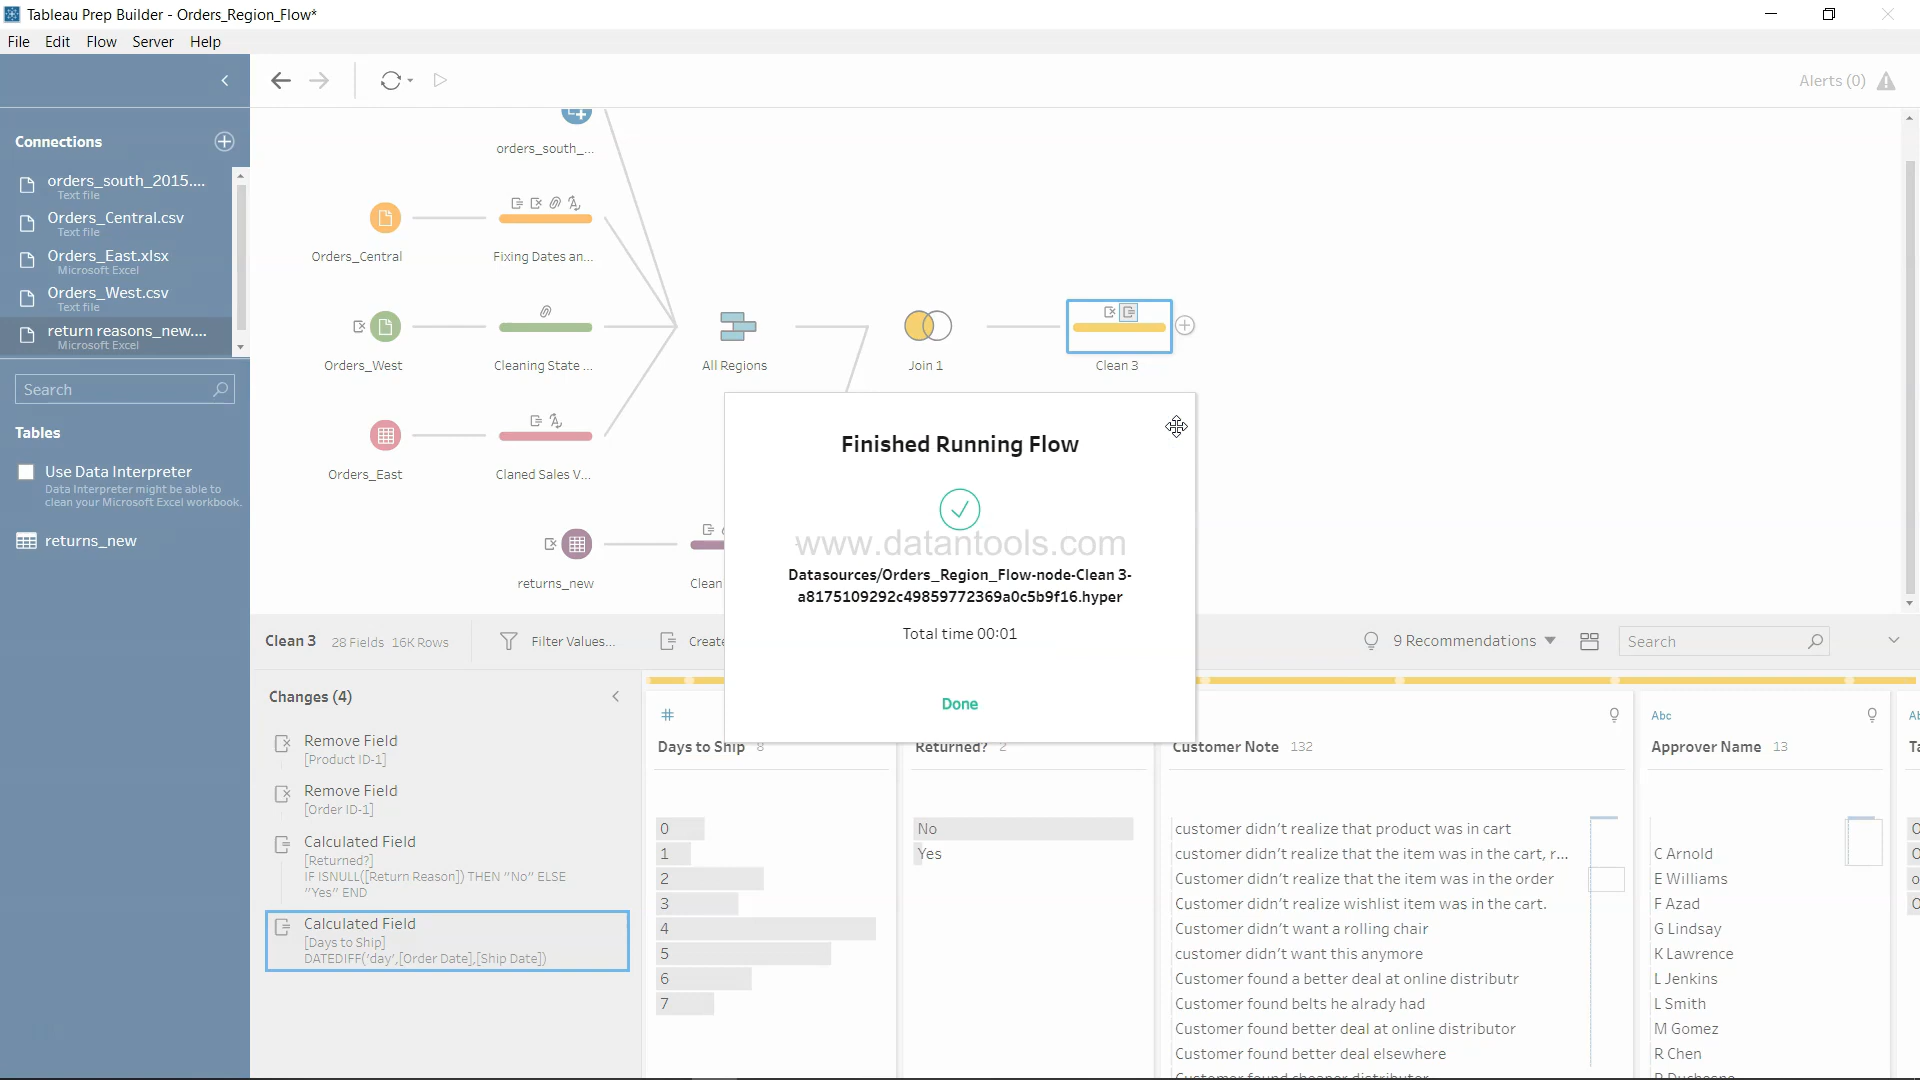 Tableau Prep Builder - Orders_Region_Flow*
File Edit Flow Server Help
Alerts (0)
Connections
orders_south_2015....
Text file
Orders_Central.csv
Text file
Orders_East.xlsx
Microsoft Excel
Orders_West.csv
Text file
return reasons_new....
Microsoft Excel
Search
Tables
Use Data Interpreter
Data Interpreter might be able to
clean your Microsoft Excel workbook.
returns_new
orders_south_...
Orders_Central
Fixing Dates an...
Orders_West
Cleaning State ...
All Regions
Join 1
Clean 3
Orders_East
Claned Sales V...
returns_new
Clean
Finished Running Flow
www.datantools.com
Datasources/Orders_Region_Flow-node-Clean 3-
a8175109292c49859772369a0c5b9f16.hyper
Total time 00:01
Done
Clean 3 28 Fields 16K Rows
Filter Values...
Create
9 Recommendations
Search
Changes (4)
Remove Field
[Product ID-1]
Remove Field
[Order ID-1]
Calculated Field
[Returned?]
IF ISNULL([Return Reason]) THEN "No" ELSE
"Yes" END
Calculated Field
[Days to Ship]
DATEDIFF('day',[Order Date],[Ship Date])
#
Days to Ship 8
0
1
2
3
4
5
6
7
Returned? 2
No
Yes
Customer Note 132
customer didn't realize that product was in cart
customer didn't realize that the item was in the cart, r...
Customer didn't realize that the item was in the order
Customer didn't realize wishlist item was in the cart.
Customer didn't want a rolling chair
customer didn't want this anymore
Customer found a better deal at online distributr
Customer found belts he alrady had
Customer found better deal at online distributor
Customer found better deal elsewhere
Customer found cheaper distributor
Abc
Approver Name 13
C Arnold
E Williams
F Azad
G Lindsay
K Lawrence
L Jenkins
L Smith
M Gomez
R Chen